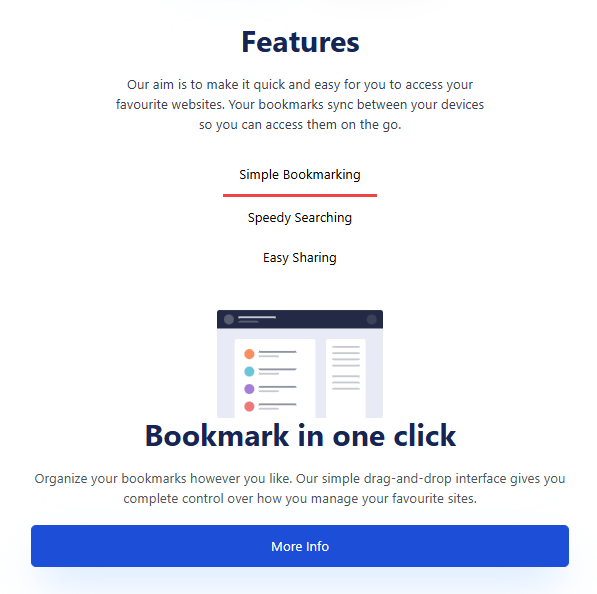 Features
Our aim is to make it quick and easy for you to access your
favourite websites. Your bookmarks sync between your devices
so you can access them on the go.
Simple Bookmarking
Speedy Searching
Easy Sharing
Bookmark in one click
Organize your bookmarks however you like. Our simple drag-and-drop interface gives you
complete control over how you manage your favourite sites.
More Info